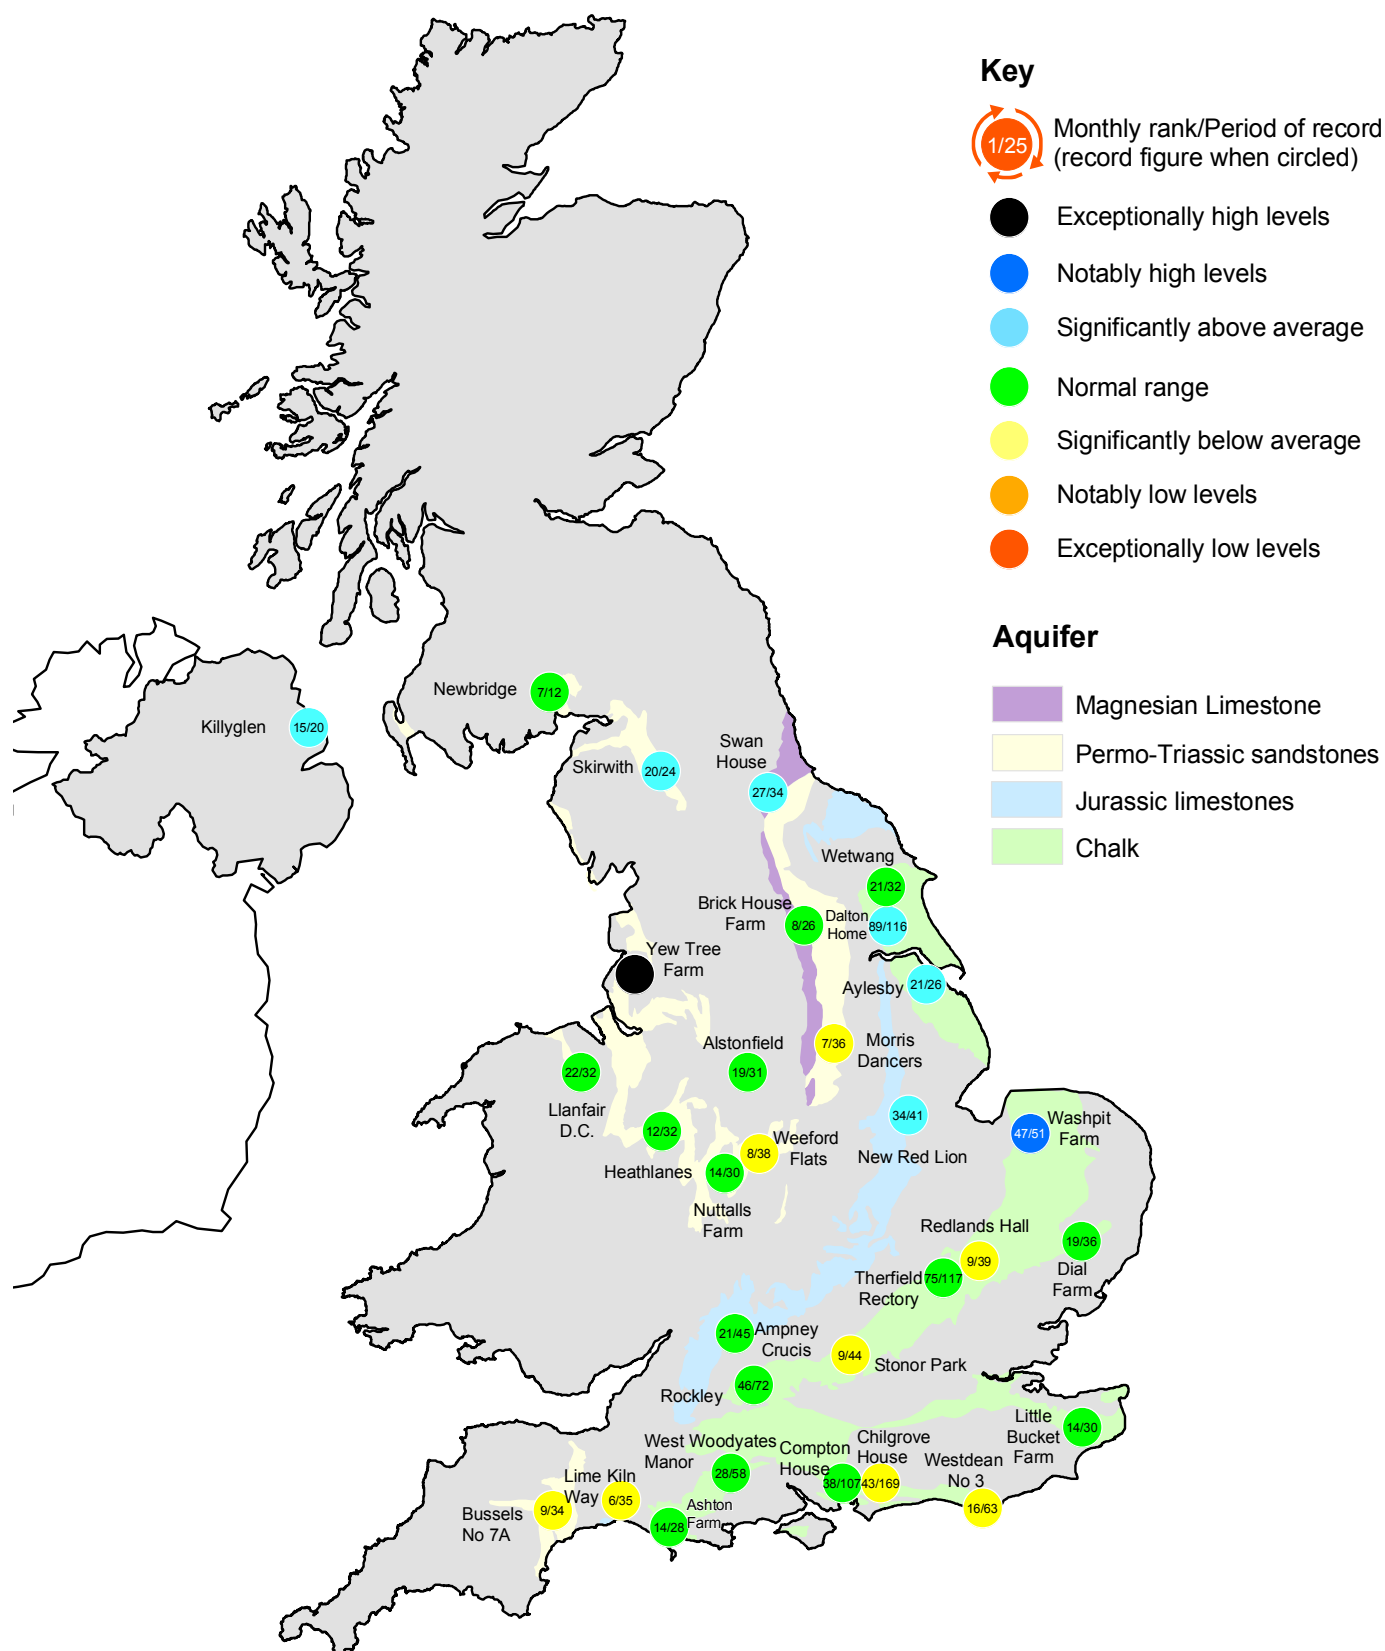 Key
1/25
Monthly rank/Period of record
(record figure when circled)
Exceptionally high levels
Notably high levels
Significantly above average
Normal range
Significantly below average
Notably low levels
Exceptionally low levels
Aquifer
Magnesian Limestone
Permo-Triassic sandstones
Jurassic limestones
Chalk
Newbridge
7/12
Killyglen
15/20
Skirwith
20/24
Swan
House
27/34
Wetwang
21/32
Brick House
Farm
8/26
Dalton
Home
89/116
Yew Tree
Farm
Aylesby
21/26
Alstonfield
19/31
7/36
Morris
Dancers
22/32
Llanfair
D.C.
34/41
New Red Lion
47/51
Washpit
Farm
12/32
Heathlanes
8/38
Weeford
Flats
14/30
Nuttalls
Farm
Redlands Hall
9/39
19/36
Dial
Farm
Therfield
Rectory
75/117
21/45
Ampney
Crucis
9/44
Stonor Park
Rockley
46/72
Little
Bucket
Farm
14/30
West Woodyates
Manor
28/58
Compton
House
38/107
Chilgrove
House
43/169
Westdean
No 3
16/63
Lime Kiln
Way
6/35
Bussels
No 7A
9/34
Ashton
Farm
14/28